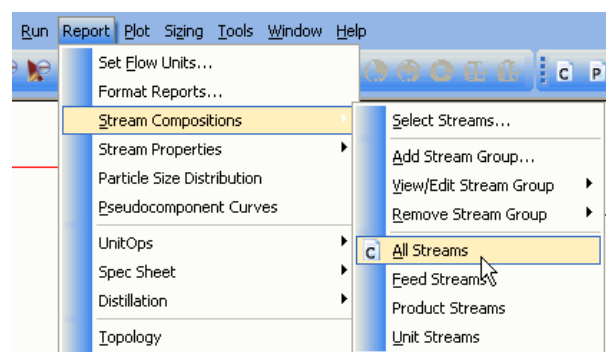 Run Report Plot Sizing Tools Window Help
C P
Set Flow Units...
Format Reports...
Stream Compositions
Stream Properties
Particle Size Distribution
Pseudocomponent Curves
UnitOps
Spec Sheet
Distillation
Topology
Select Streams...
Add Stream Group...
View/Edit Stream Group
Remove Stream Group
C All Streams
Feed Streams
Product Streams
Unit Streams